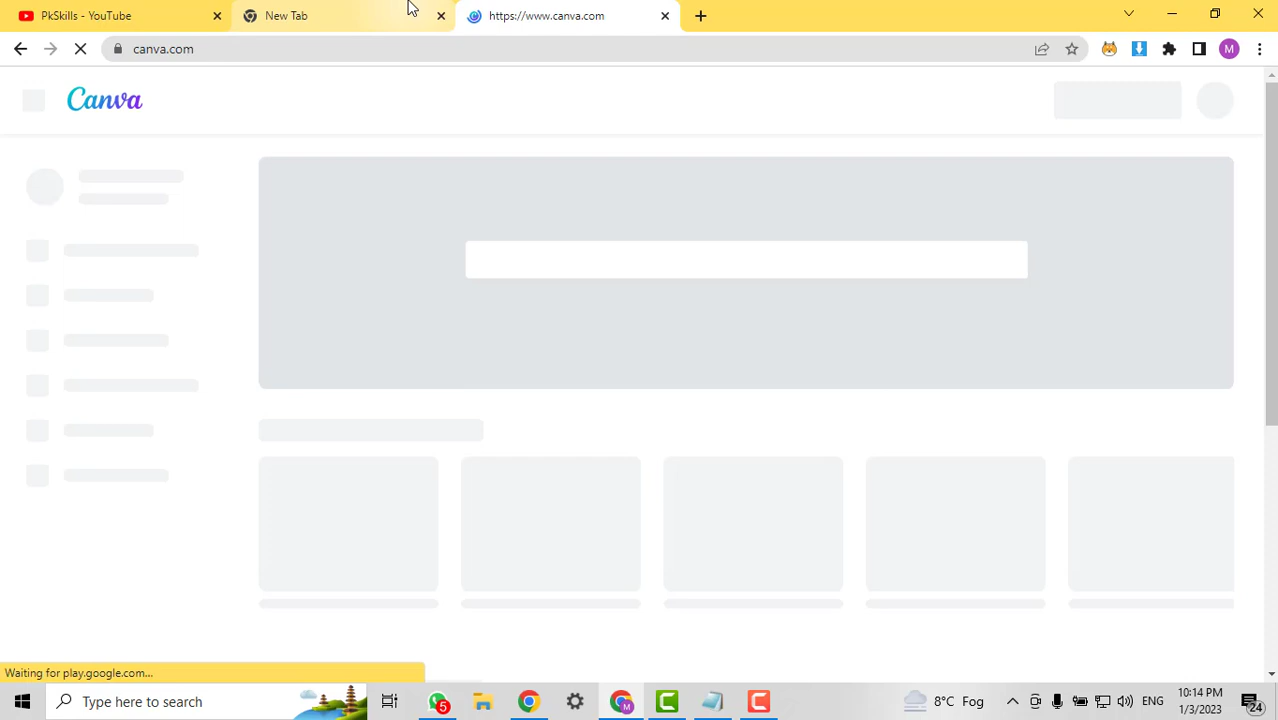 PkSkills - YouTube
New Tab
https://www.canva.com
canva.com
M
Canva
Waiting for play.google.com...
Type here to search
5
M
8°C Fog
ENG
10:14 PM
1/3/2023
24